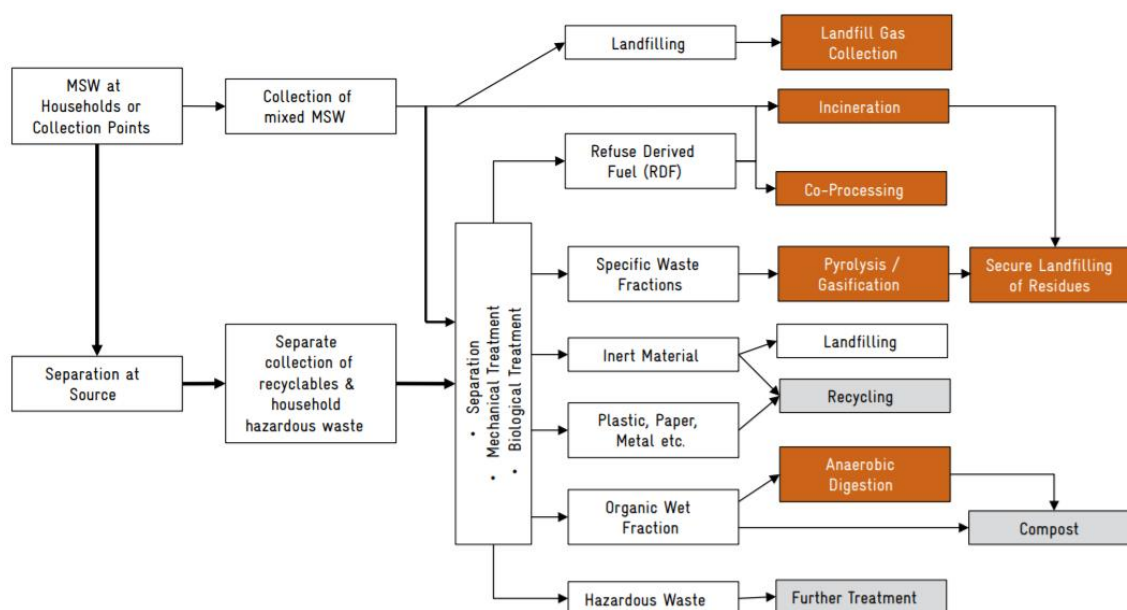 Landfilling
Landfill Gas
Collection
MSW at
Households or
Collection Points
Collection of
mixed MSW
Incineration
Refuse Derived
Fuel (RDF)
Co-Processing
Specific Waste
Fractions
Pyrolysis /
Gasification
Secure Landfilling
of Residues
Separation at
Source
Separate
collection of
recyclables &
household
hazardous waste
Separation
• Mechanical Treatment
• Biological Treatment
Inert Material
Landfilling
Recycling
Plastic, Paper,
Metal etc.
Anaerobic
Digestion
Organic Wet
Fraction
Compost
Hazardous Waste
Further Treatment